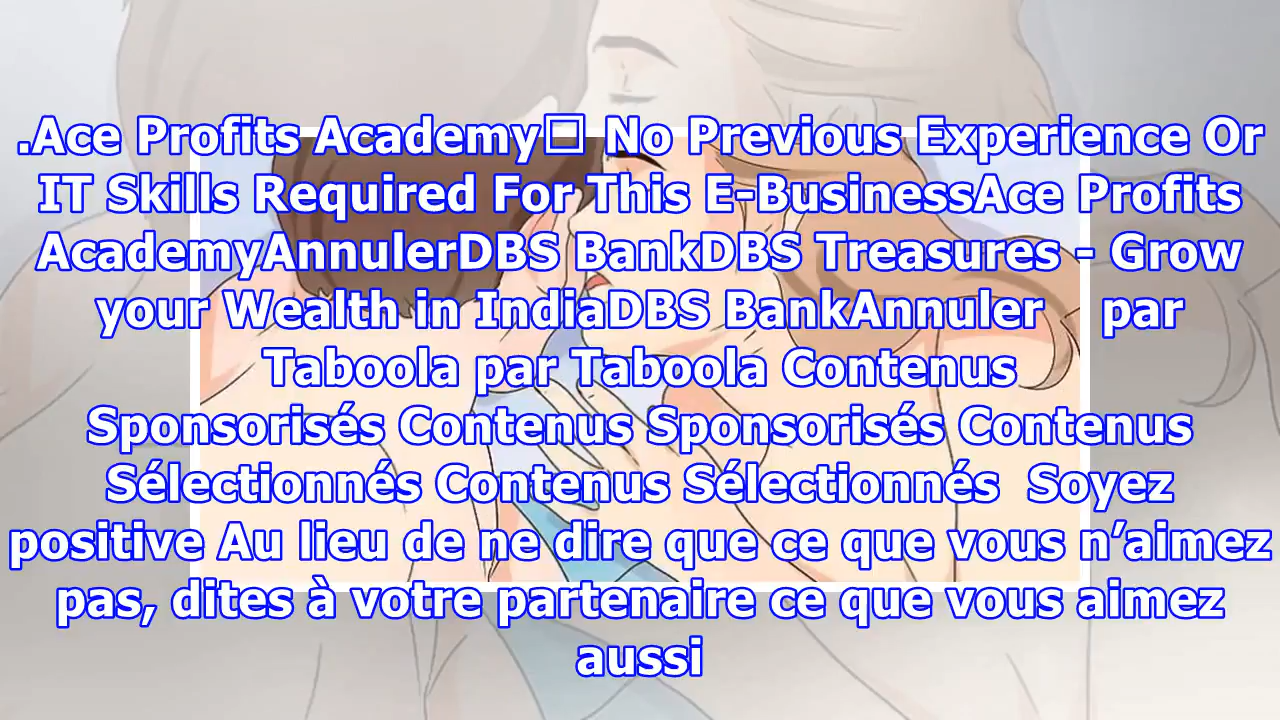 .Ace Profits Academy▯ No Previous Experience Or
IT Skills Required For This E-BusinessAce Profits
AcademyAnnulerDBS BankDBS Treasures - Grow
your Wealth in IndiaDBS BankAnnuler par
Taboola par Taboola Contenus
Sponsorisés Contenus Sponsorisés Contenus
Sélectionnés Contenus Sélectionnés Soyez
positive Au lieu de ne dire que ce que vous n’aimez
pas, dites à votre partenaire ce que vous aimez
aussi